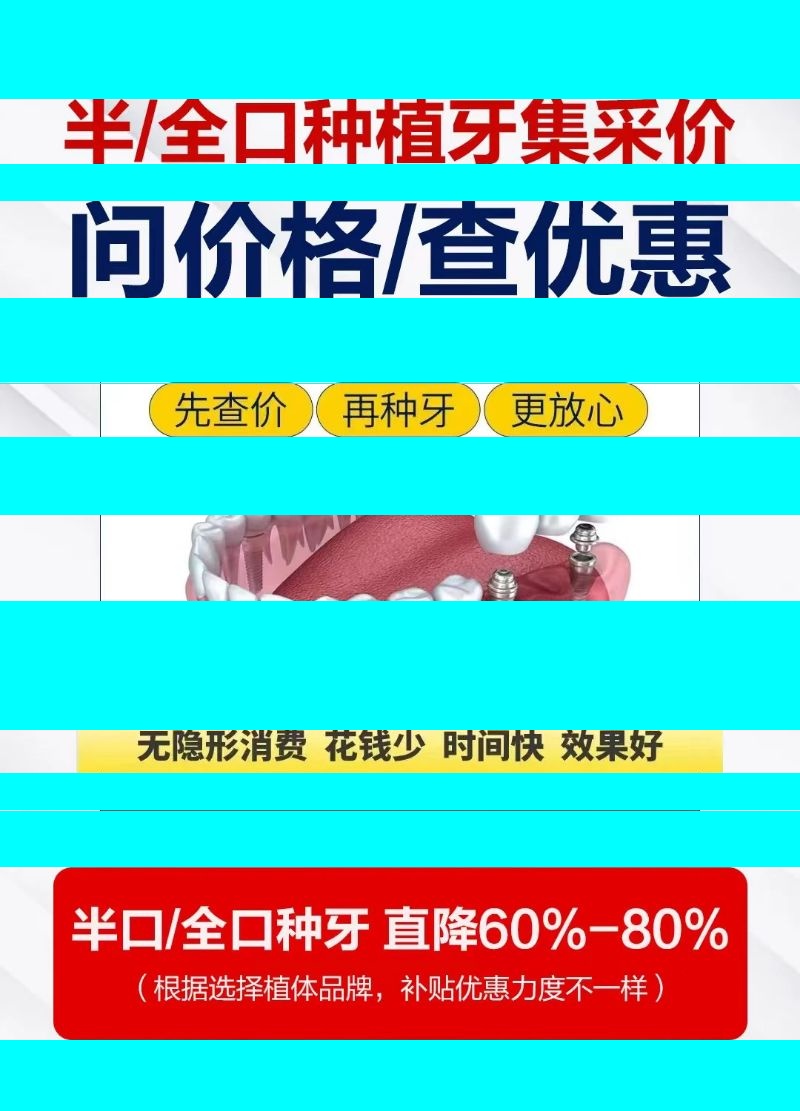 半/全口种植牙集采价
问价格/查优惠
先查价 再种牙 更放心
无隐形消费 花钱少 时间快 效果好
半口/全口种牙 直降60%-80%
（根据选择植体品牌，补贴优惠力度不一样）